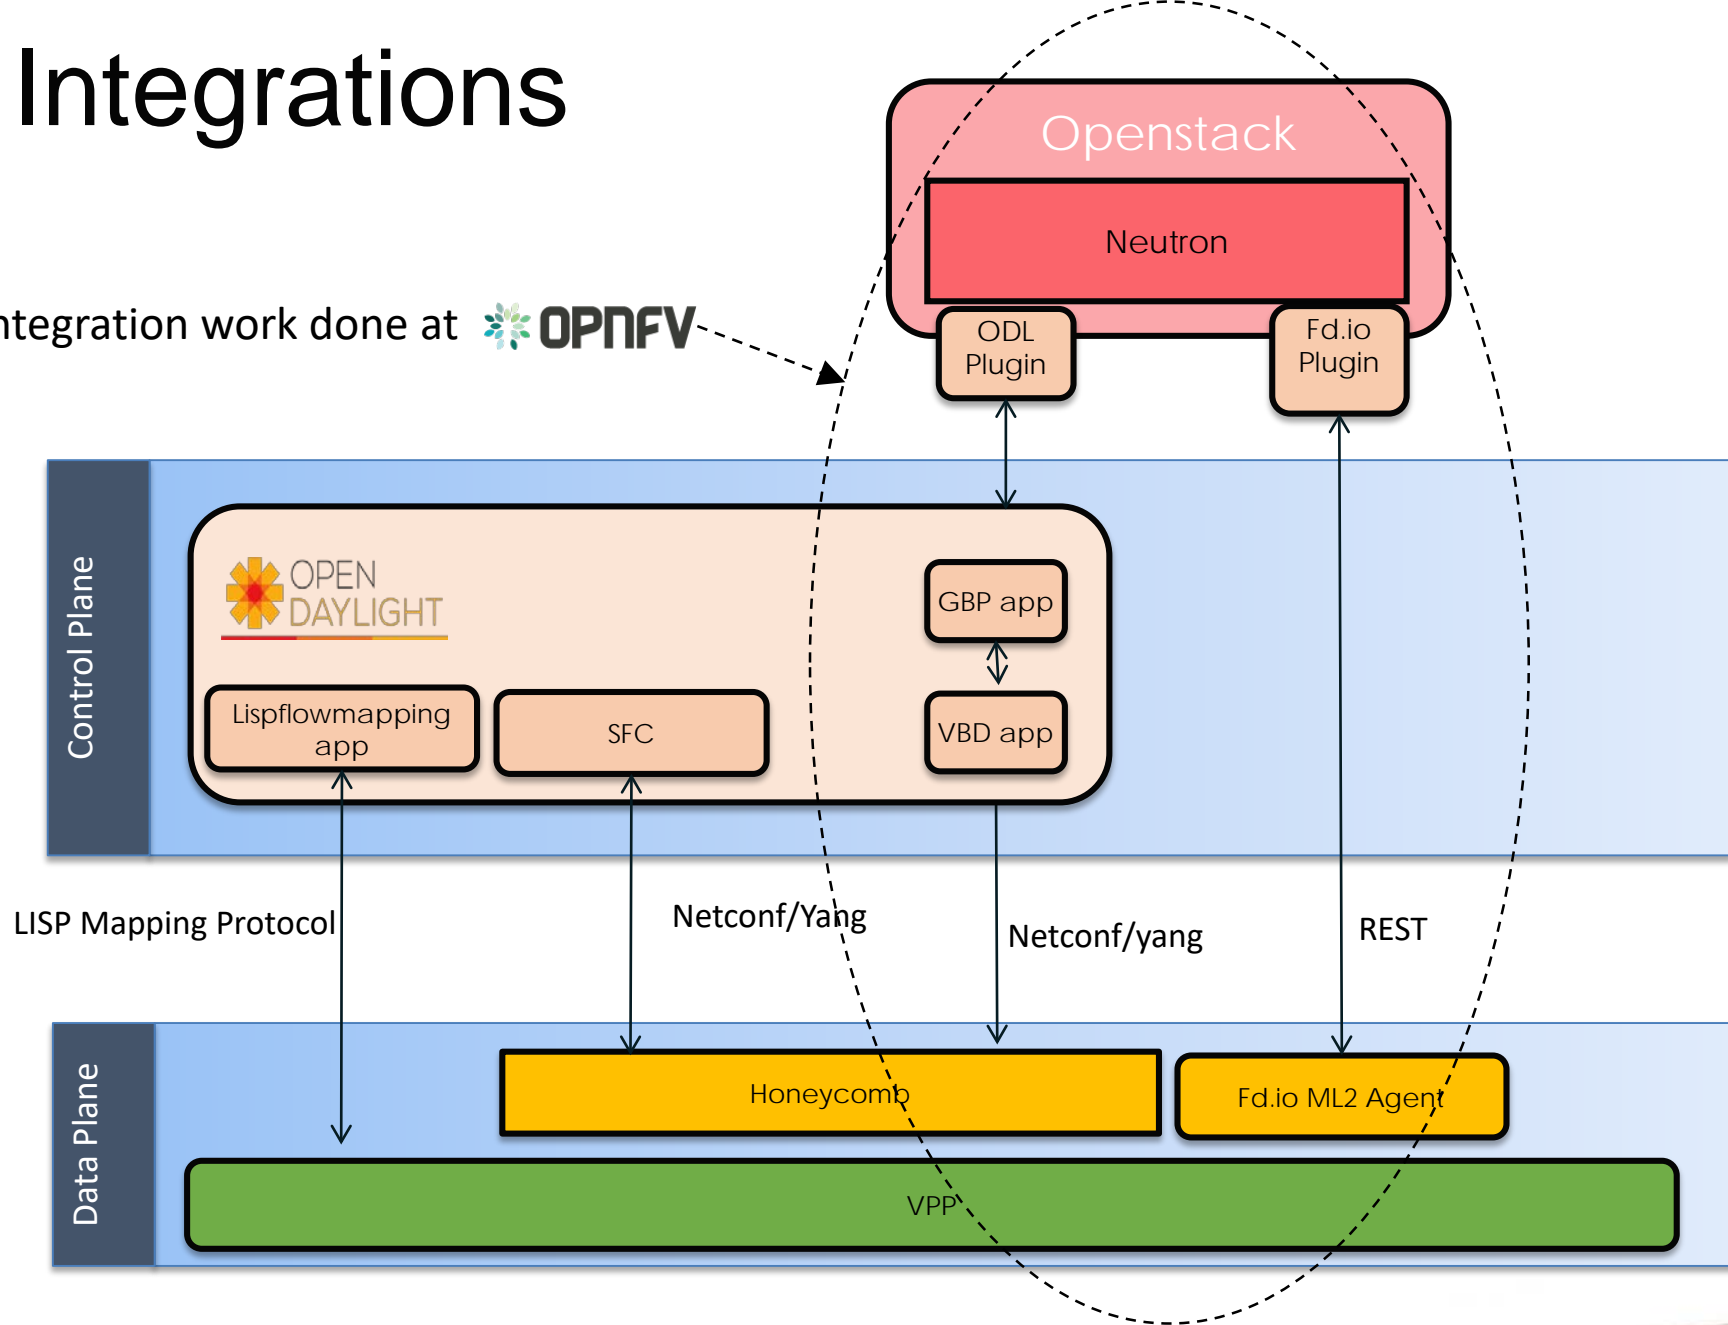 Integrations
Openstack
Neutron
ntegration work done at OPNFV
ODL
Plugin
Fd.io
Plugin
Control Plane
OPEN
DAYLIGHT
GBP app
Lispflowmapping
app
SFC
VBD app
LISP Mapping Protocol
Netconf/Yang
Netconf/yang
REST
Data Plane
Honeycomb
Fd.io ML2 Agent
VPP